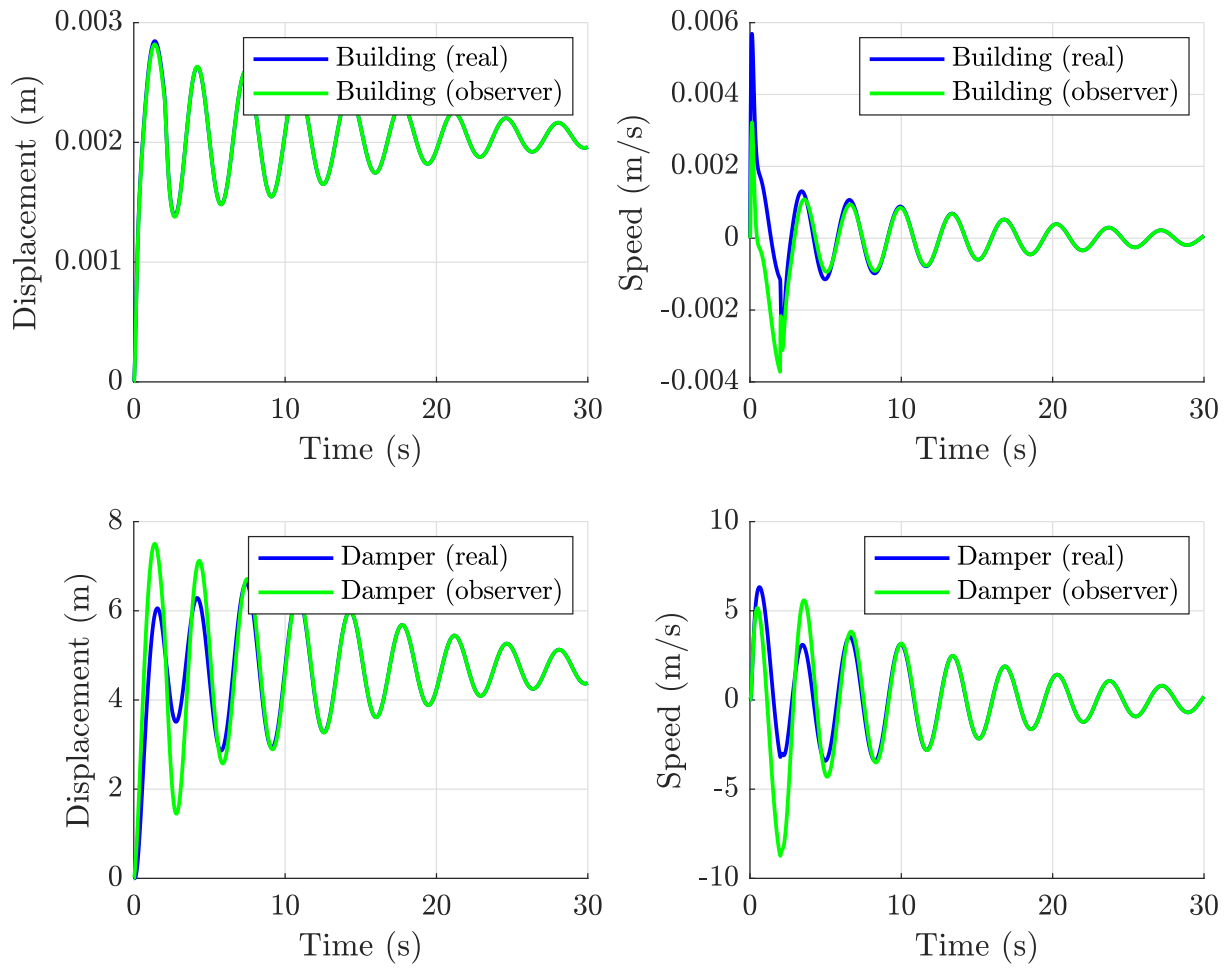 0.003
0.002
0.001
0
Displacement (m)
Building (real)
Building (observer)
0
10
20
30
Time (s)
0.006
0.004
0.002
0
-0.002
-0.004
Speed (m/s)
Building (real)
Building (observer)
0
10
20
30
Time (s)
8
6
4
2
0
Displacement (m)
Damper (real)
Damper (observer)
0
10
20
30
Time (s)
10
5
0
-5
-10
Speed (m/s)
Damper (real)
Damper (observer)
0
10
20
30
Time (s)